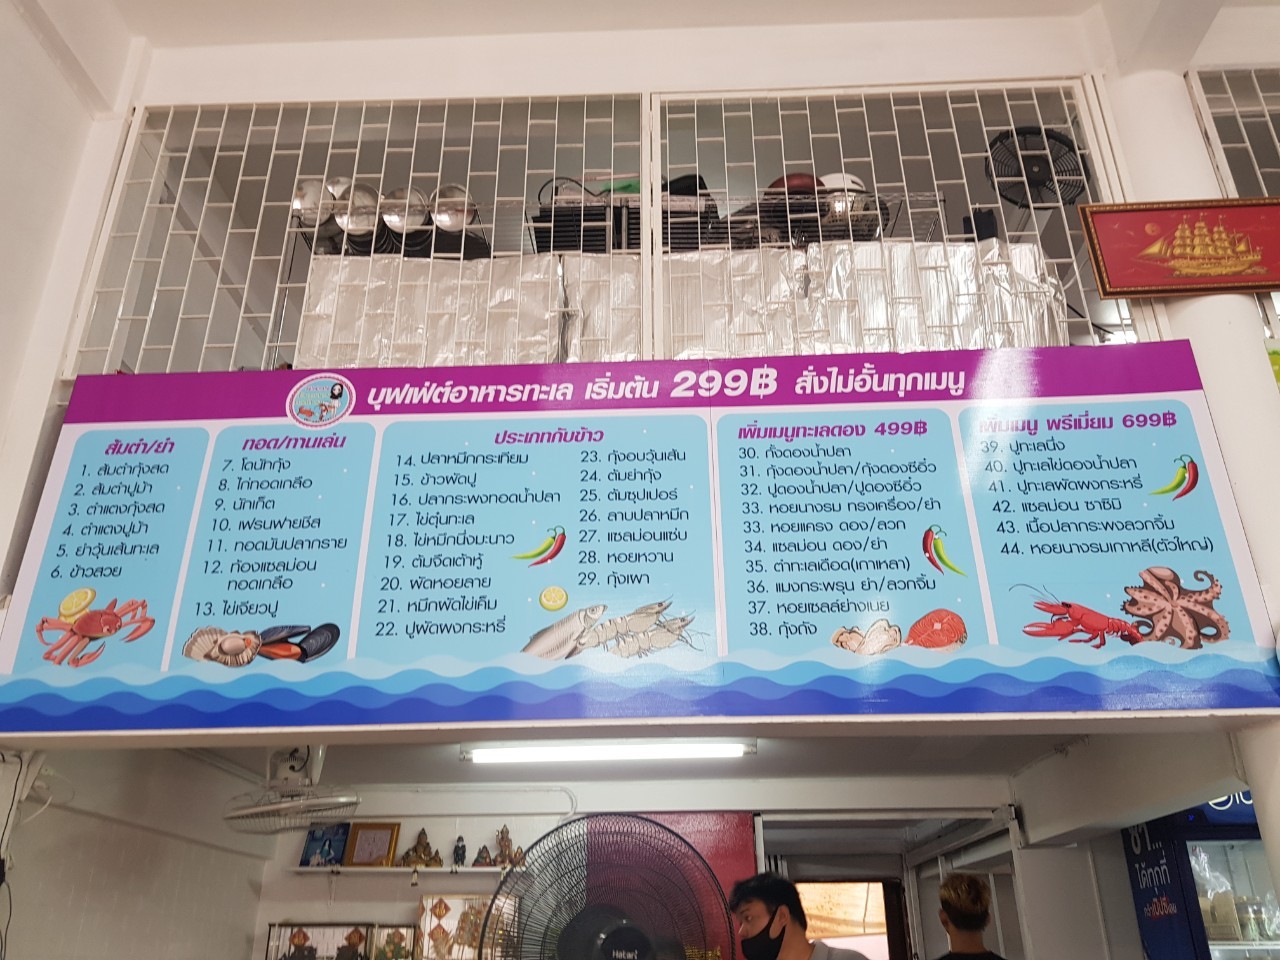 บุฟเฟ่ต์อาหารทะเล เริ่มต้น 299฿ สั่งไม่อั้นทุกเมนู
ส้มตำ/ยำ
1. ส้มตำกุ้งสด
2. ส้มตำปูม้า
3. ตำแตงกุ้งสด
4. ตำแตงปูม้า
5. ยำวุ้นเส้นทะเล
6. ข้าวสวย
ทอด/ทานเล่น
7. โดนัทกุ้ง
8. ไก่ทอดเกลือ
9. นักเก็ต
10. เฟรนฟายชีส
11. ทอดมันปลากราย
12. ท้องแซลม่อน
ทอดเกลือ
13. ไข่เจียวปู
ประเภทกับข้าว
14. ปลาหมึกกระเทียม
15. ข้าวผัดปู
16. ปลากระพงทอดน้ำปลา
17. ไข่ตุ๋นทะเล
18. ไข่หมึกนึ่งมะนาว
19. ต้มจืดเต้าหู้
20. ผัดหอยลาย
21. หมึกผัดไข่เค็ม
22. ปูผัดผงกระหรี่
23. กุ้งอบวุ้นเส้น
24. ต้มยำกุ้ง
25. ต้มซุปเปอร์
26. ลาบปลาหมึก
27. แซลม่อนแซ่บ
28. หอยหวาน
29. กุ้งเผา
เพิ่มเมนูทะเลดอง 499฿
30. กั้งดองน้ำปลา
31. กุ้งดองน้ำปลา/กุ้งดองซีอิ๊ว
32. ปูดองน้ำปลา/ปูดองซีอิ๊ว
33. หอยนางรม ทรงเครื่อง/ยำ
33. หอยแครง ดอง/ลวก
34. แซลม่อน ดอง/ยำ
35. ตำทะเลเดือด(เทาเหลา)
36. แมงกระพรุน ยำ/ลวกจิ้ม
37. หอยเชลล์ย่างเนย
38. กุ้งถัง
เพิ่มเมนู พรีเมี่ยม 699฿
39. ปูทะเลนึ่ง
40. ปูทะเลไข่ดองน้ำปลา
41. ปูทะเลผัดผงกระหรี่
42. แซลม่อน ซาซิมิ
43. เนื้อปลากระพงลวกจิ้ม
44. หอยนางรมเกาหลี(ตัวใหญ่)
Hatari
ได้ทุกที่